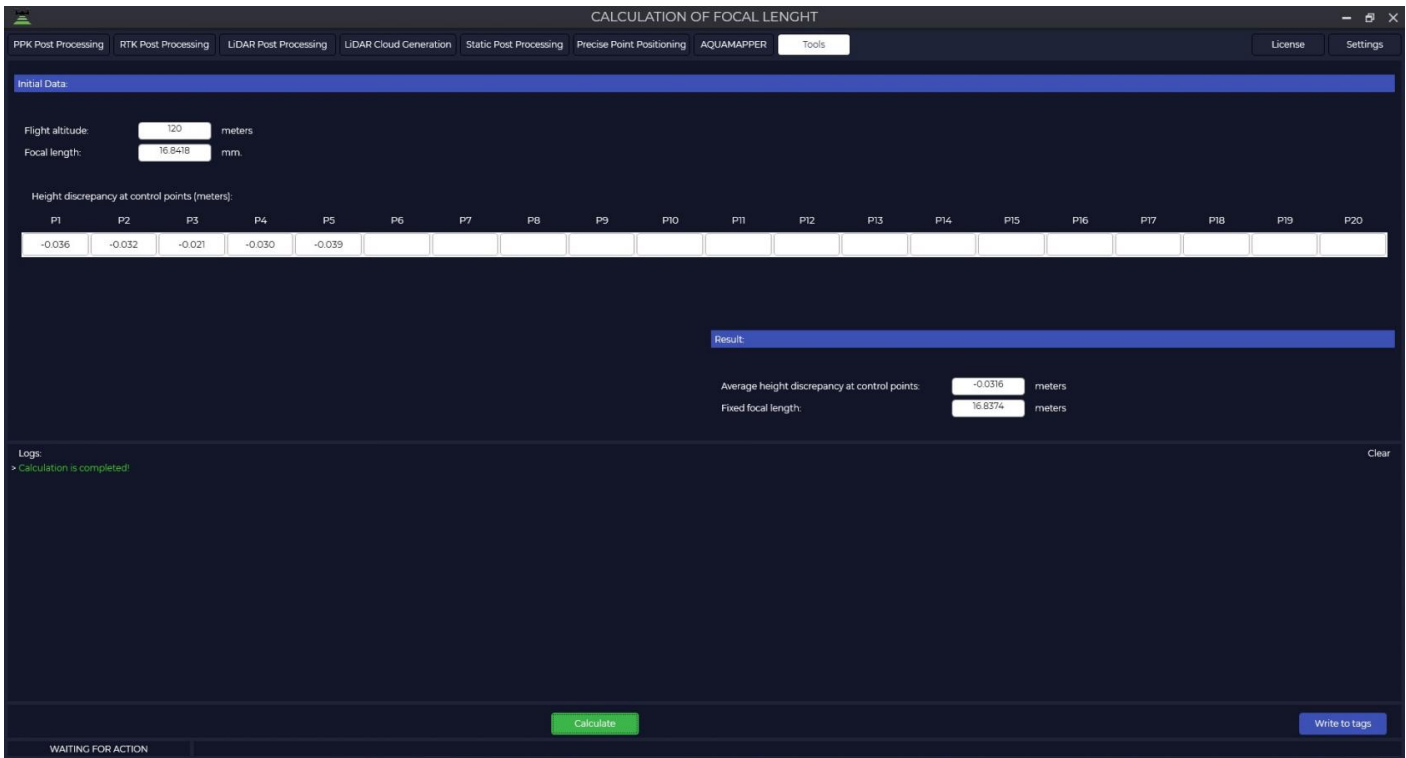 CALCULATION OF FOCAL LENGHT
PPK Post Processing RTK Post Processing LiDAR Post Processing LiDAR Cloud Generation Static Post Processing Precise Point Positioning AQUAMAPPER Tools License Settings
Initial Data:
Flight altitude: 120 meters
Focal length: 16.8418 mm.
Height discrepancy at control points (meters):
P1 P2 P3 P4 P5 P6 P7 P8 P9 P10 P11 P12 P13 P14 P15 P16 P17 P18 P19 P20
-0.036 -0.032 -0.021 -0.030 -0.039
Result:
Average height discrepancy at control points: -0.0316 meters
Fixed focal length: 16.8374 meters
Logs: Clear
> Calculation is completed!
Calculate Write to tags
WAITING FOR ACTION